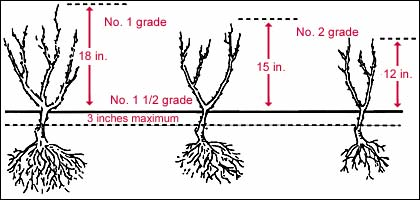 No. 1 grade
18 in.
No. 1 1/2 grade
15 in.
No. 2 grade
12 in.
3 inches maximum